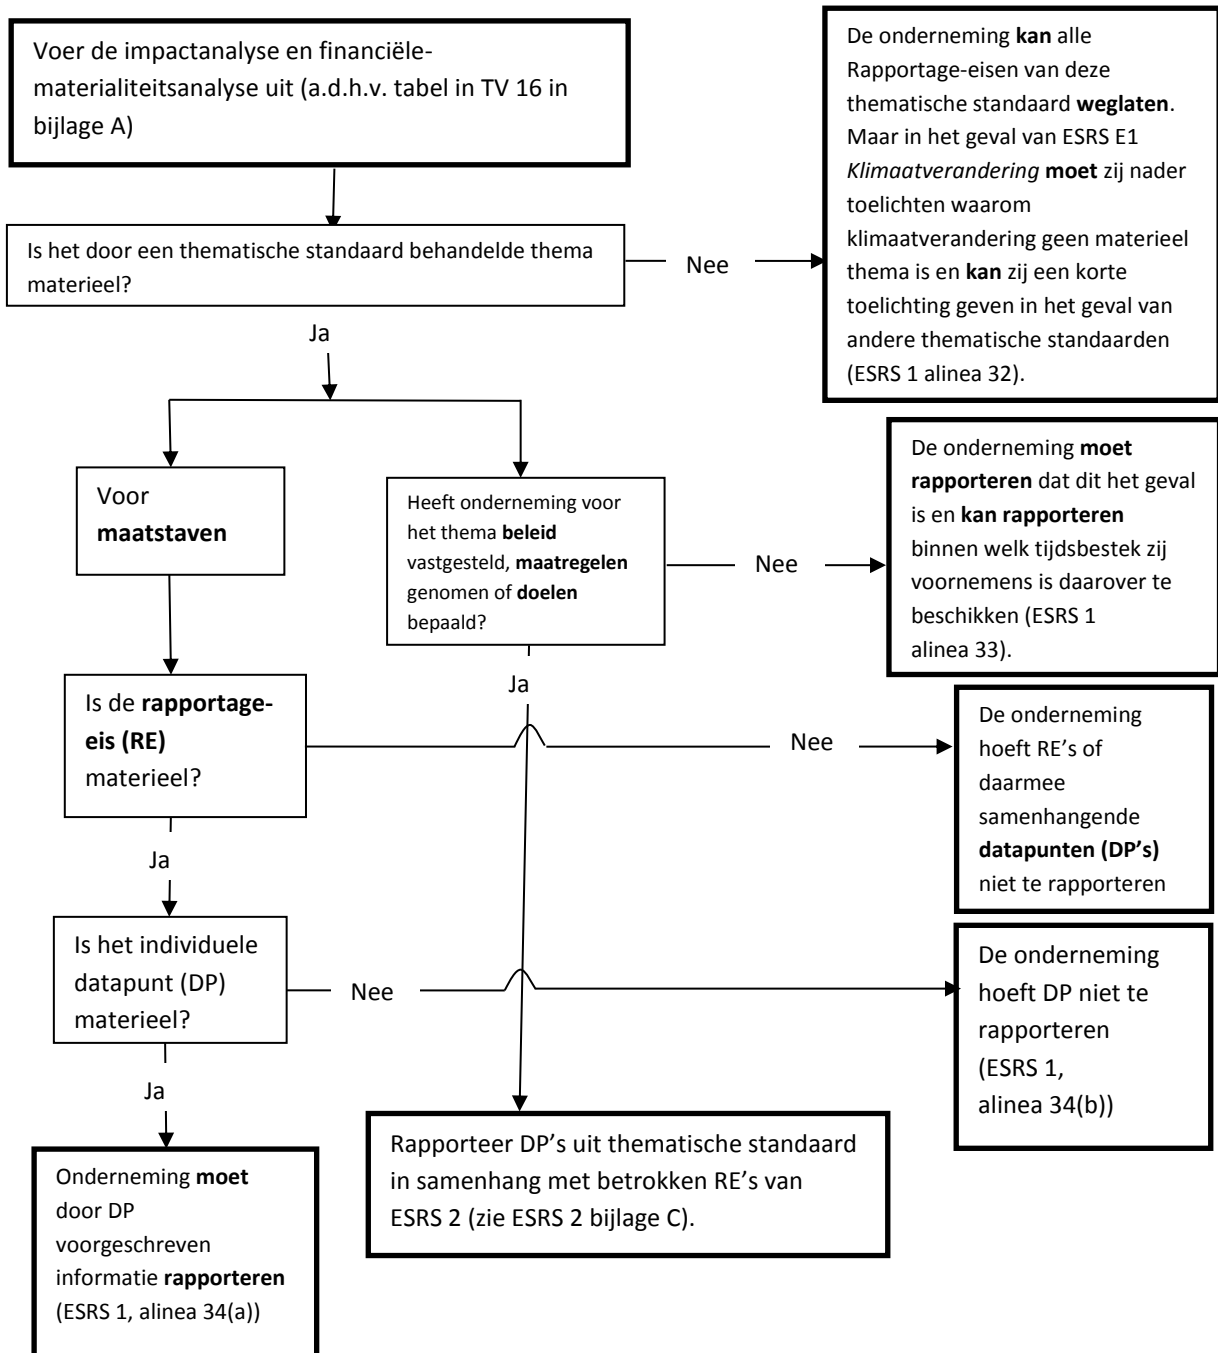 Voer de impactanalyse en financiële-
materialiteitsanalyse uit (a.d.h.v. tabel in TV 16 in
bijlage A)
De onderneming kan alle
Rapportage-eisen van deze
thematische standaard weglaten.
Maar in het geval van ESRS E1
Klimaatverandering moet zij nader
toelichten waarom
klimaatverandering geen materieel
thema is en kan zij een korte
toelichting geven in het geval van
andere thematische standaarden
(ESRS 1 alinea 32).
Is het door een thematische standaard behandelde thema
materieel?
Nee
Ja
Voor
maatstaven
Heeft onderneming voor
het thema beleid
vastgesteld, maatregelen
genomen of doelen
bepaald?
Nee
De onderneming moet
rapporteren dat dit het geval
is en kan rapporteren
binnen welk tijdsbestek zij
voornemens is daarover te
beschikken (ESRS 1
alinea 33).
Ja
Is de rapportage-
eis (RE)
materieel?
Nee
De onderneming
hoeft RE's of
daarmee
samenhangende
datapunten (DP's)
niet te rapporteren
Ja
Is het individuele
datapunt (DP)
materieel?
Nee
De onderneming
hoeft DP niet te
rapporteren
(ESRS 1,
alinea 34(b))
Ja
Rapporteer DP's uit thematische standaard
in samenhang met betrokken RE's van
ESRS 2 (zie ESRS 2 bijlage C).
Onderneming moet
door DP
voorgeschreven
informatie rapporteren
(ESRS 1, alinea 34(a))